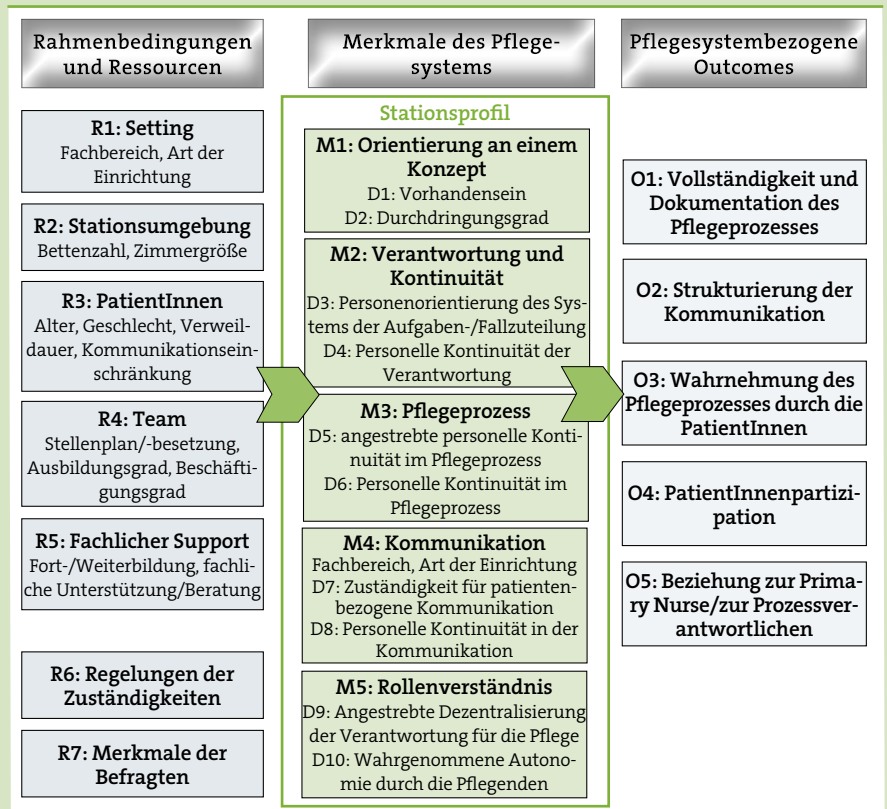 Rahmenbedingungen
und Ressourcen
R1: Setting
Fachbereich, Art der
Einrichtung
R2: Stationsumgebung
Bettenzahl, Zimmergröße
R3: PatientInnen
Alter, Geschlecht, Verweil-
dauer, Kommunikationsein-
schränkung
R4: Team
Stellenplan/-besetzung,
Ausbildungsgrad, Beschäfti-
gungsgrad
R5: Fachlicher Support
Fort-/Weiterbildung, fachli-
che Unterstützung/Beratung
R6: Regelungen der
Zuständigkeiten
R7: Merkmale der
Befragten
Merkmale des Pflege-
systems
Stationsprofil
M1: Orientierung an einem
Konzept
D1: Vorhandensein
D2: Durchdringungsgrad
M2: Verantwortung und
Kontinuität
D3: Personenorientierung des Sys-
tems der Aufgaben-/Fallzuteilung
D4: Personelle Kontinuität der
Verantwortung
M3: Pflegeprozess
D5: angestrebte personelle Konti-
nuität im Pflegeprozess
D6: Personelle Kontinuität im
Pflegeprozess
M4: Kommunikation
Fachbereich, Art der Einrichtung
D7: Zuständigkeit für patienten-
bezogene Kommunikation
D8: Personelle Kontinuität in der
Kommunikation
M5: Rollenverständnis
D9: Angestrebte Dezentralisierung
der Verantwortung für die Pflege
D10: Wahrgenommene Autono-
mie durch die Pflegenden
Pflegesystembezogene
Outcomes
O1: Vollständigkeit und
Dokumentation des
Pflegeprozesses
O2: Strukturierung der
Kommunikation
O3: Wahrnehmung des
Pflegeprozesses durch die
PatientInnen
O4: PatientInnenpartizi-
pation
O5: Beziehung zur Prima-
ry Nurse/zur Prozessver-
antwortlichen